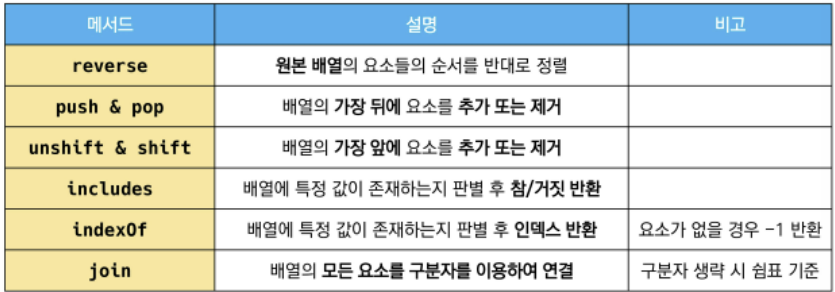 메서드 설명 비고
reverse 원본 배열의 요소들의 순서를 반대로 정렬
push & pop 배열의 가장 뒤에 요소를 추가 또는 제거
unshift & shift 배열의 가장 앞에 요소를 추가 또는 제거
includes 배열에 특정 값이 존재하는지 판별 후 참/거짓 반환
indexOf 배열에 특정 값이 존재하는지 판별 후 인덱스 반환 요소가 없을 경우 -1 반환
join 배열의 모든 요소를 구분자를 이용하여 연결 구분자 생략 시 쉼표 기준